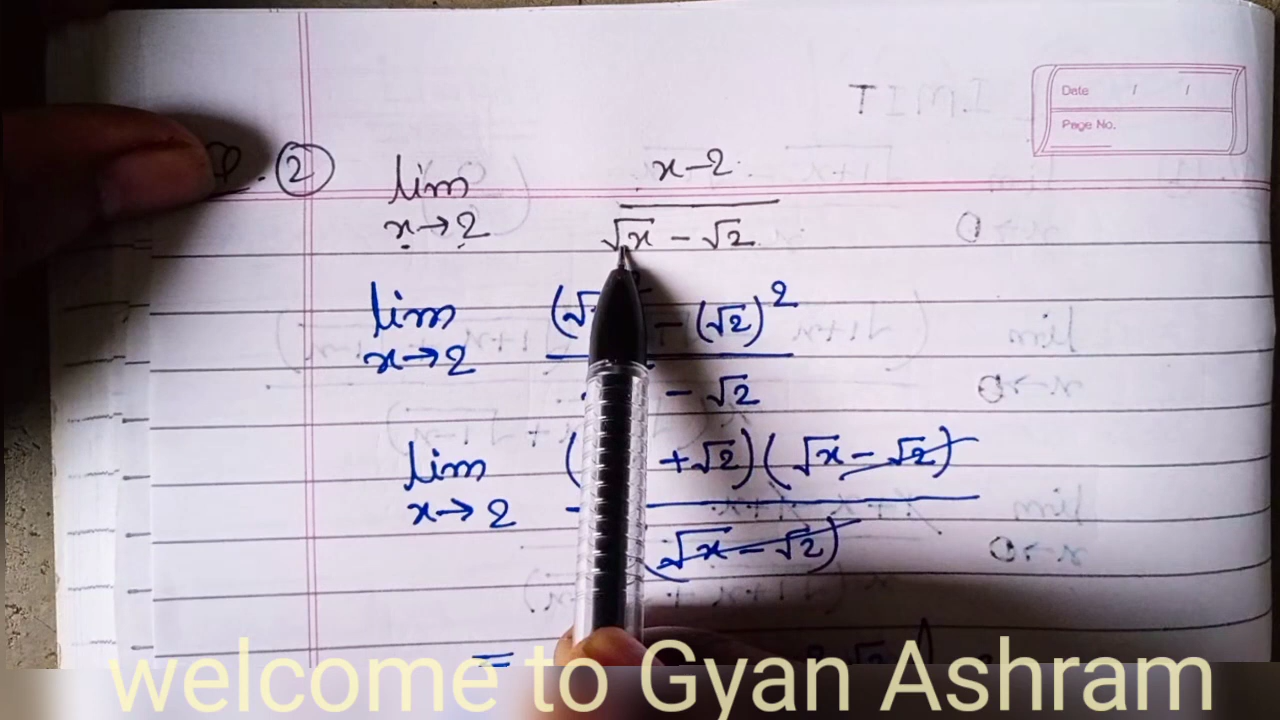 Date / /
Page No.
Q. 2 lim x-2
x→2 √x - √2
lim (√ - (√2)²
x→2 - √2
lim ( +√2)(√x - √2)
x→2 (√x - √2)
=
welcome to Gyan Ashram